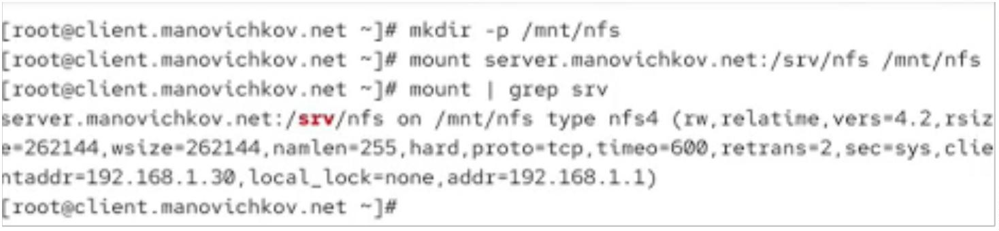 [root@client.manovichkov.net ~]# mkdir -p /mnt/nfs
[root@client.manovichkov.net ~]# mount server.manovichkov.net:/srv/nfs /mnt/nfs
[root@client.manovichkov.net ~]# mount | grep srv
server.manovichkov.net:/srv/nfs on /mnt/nfs type nfs4 (rw,relatime,vers=4.2,rsiz
e=262144,wsize=262144,namlen=255,hard,proto=tcp,timeo=600,retrans=2,sec=sys,clie
ntaddr=192.168.1.30,local_lock=none,addr=192.168.1.1)
[root@client.manovichkov.net ~]#